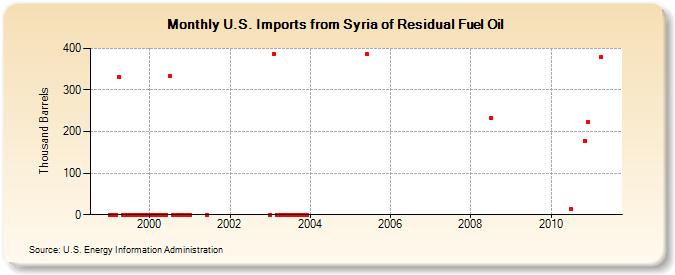 Monthly U.S. Imports from Syria of Residual Fuel Oil
Thousand Barrels
400
300
200
100
0
2000 2002 2004 2006 2008 2010
Source: U.S. Energy Information Administration